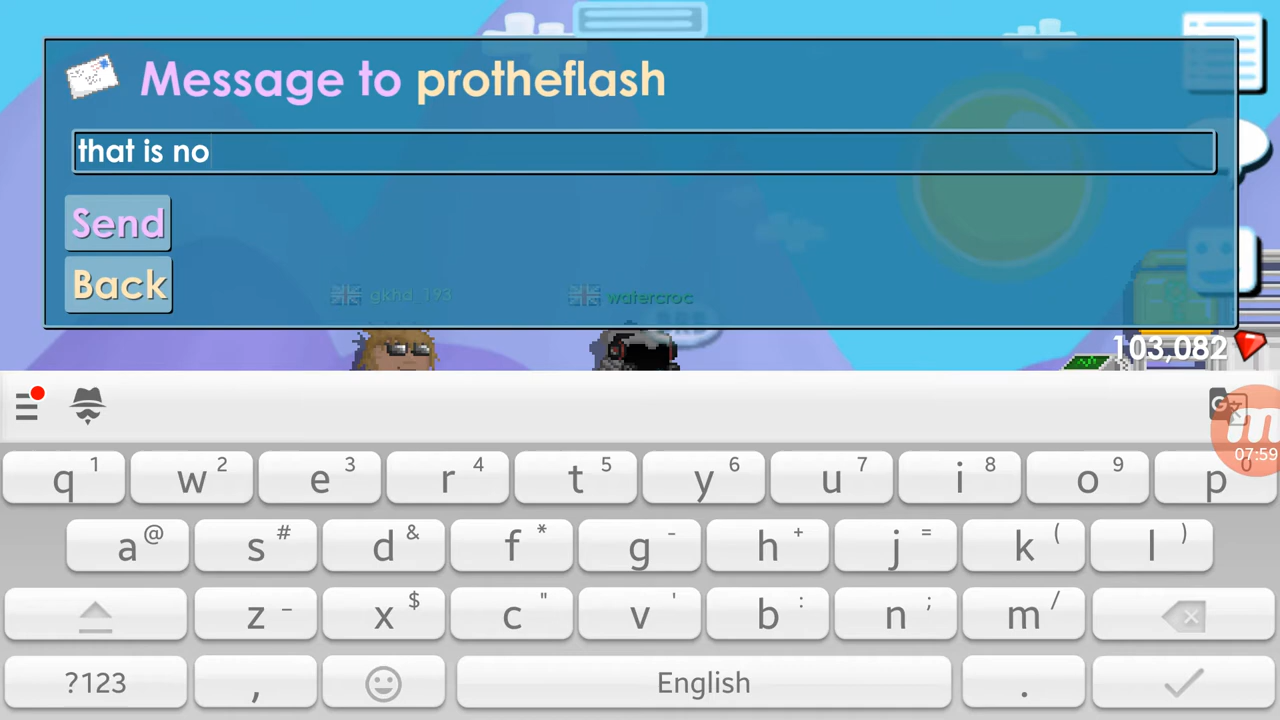 Message to protheflash
that is no
Send
Back
gkhd_193
watercroc
BRB
103,082
G
m
07:59
q 1 w 2 e 3 r 4 t 5 y 6 u 7 i 8 o 9 p 0
a @ s # d & f * g - h + j = k ( l )
z – x $ c " v ' b : n ; m /
?123 , English .